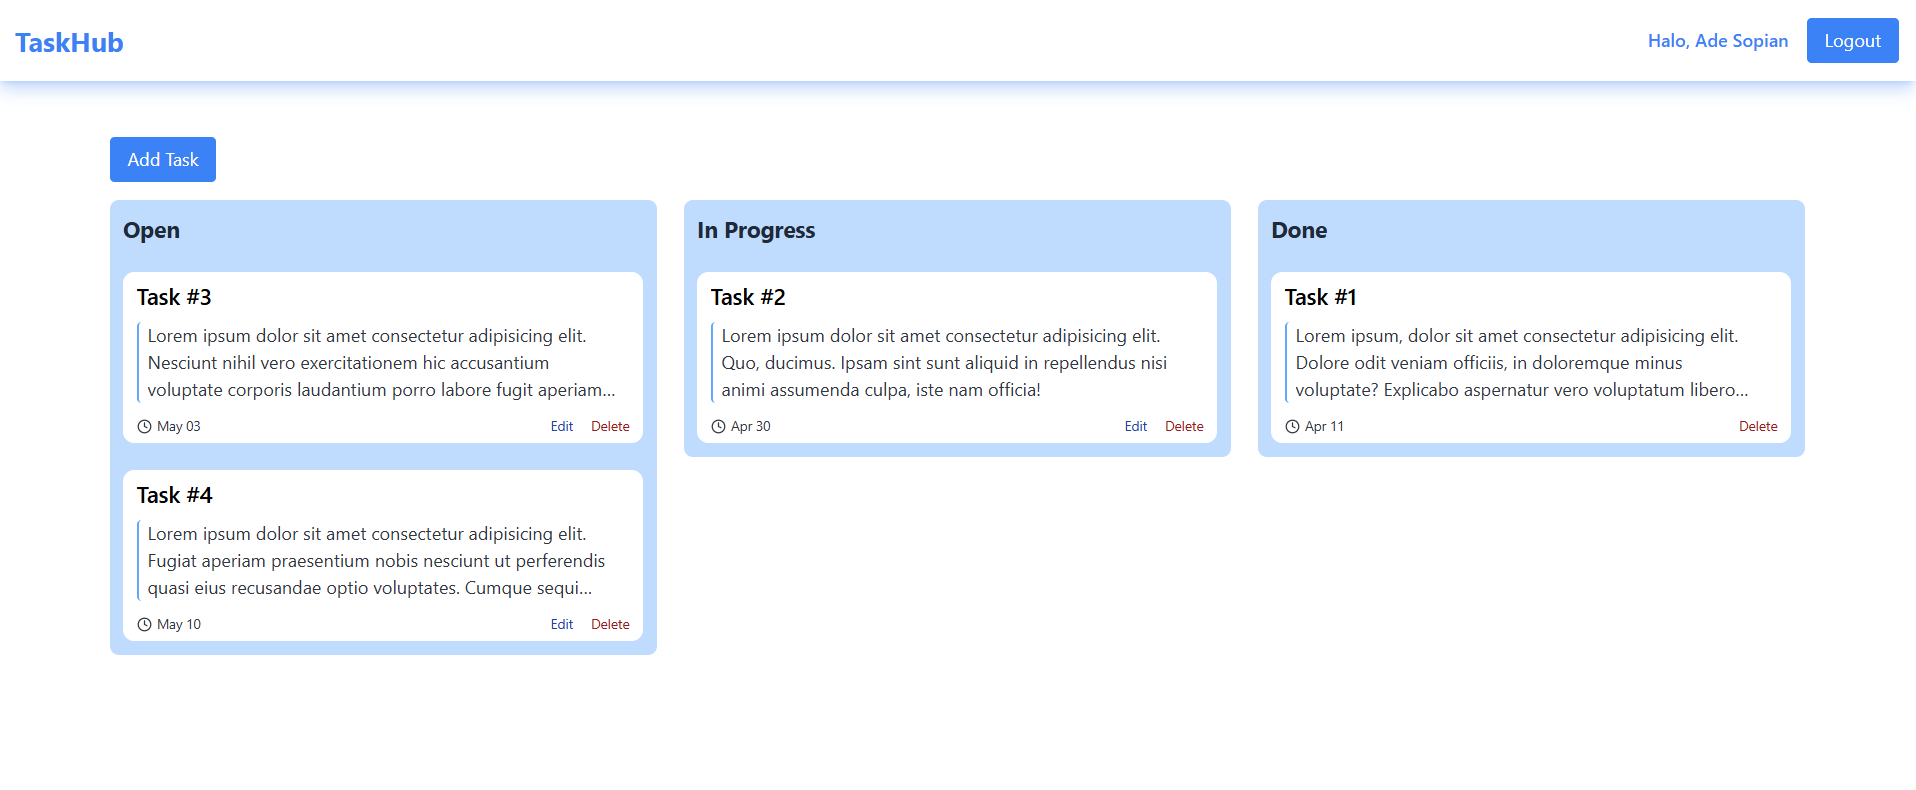 TaskHub
Halo, Ade Sopian
Logout
Add Task
Open
Task #3
Lorem ipsum dolor sit amet consectetur adipisicing elit.
Nesciunt nihil vero exercitationem hic accusantium
voluptate corporis laudantium porro labore fugit aperiam...
May 03
Edit
Delete
Task #4
Lorem ipsum dolor sit amet consectetur adipisicing elit.
Fugiat aperiam praesentium nobis nesciunt ut perferendis
quasi eius recusandae optio voluptates. Cumque sequi...
May 10
Edit
Delete
In Progress
Task #2
Lorem ipsum dolor sit amet consectetur adipisicing elit.
Quo, ducimus. Ipsam sint sunt aliquid in repellendus nisi
animi assumenda culpa, iste nam officia!
Apr 30
Edit
Delete
Done
Task #1
Lorem ipsum, dolor sit amet consectetur adipisicing elit.
Dolore odit veniam officiis, in doloremque minus
voluptate? Explicabo aspernatur vero voluptatum libero...
Apr 11
Delete